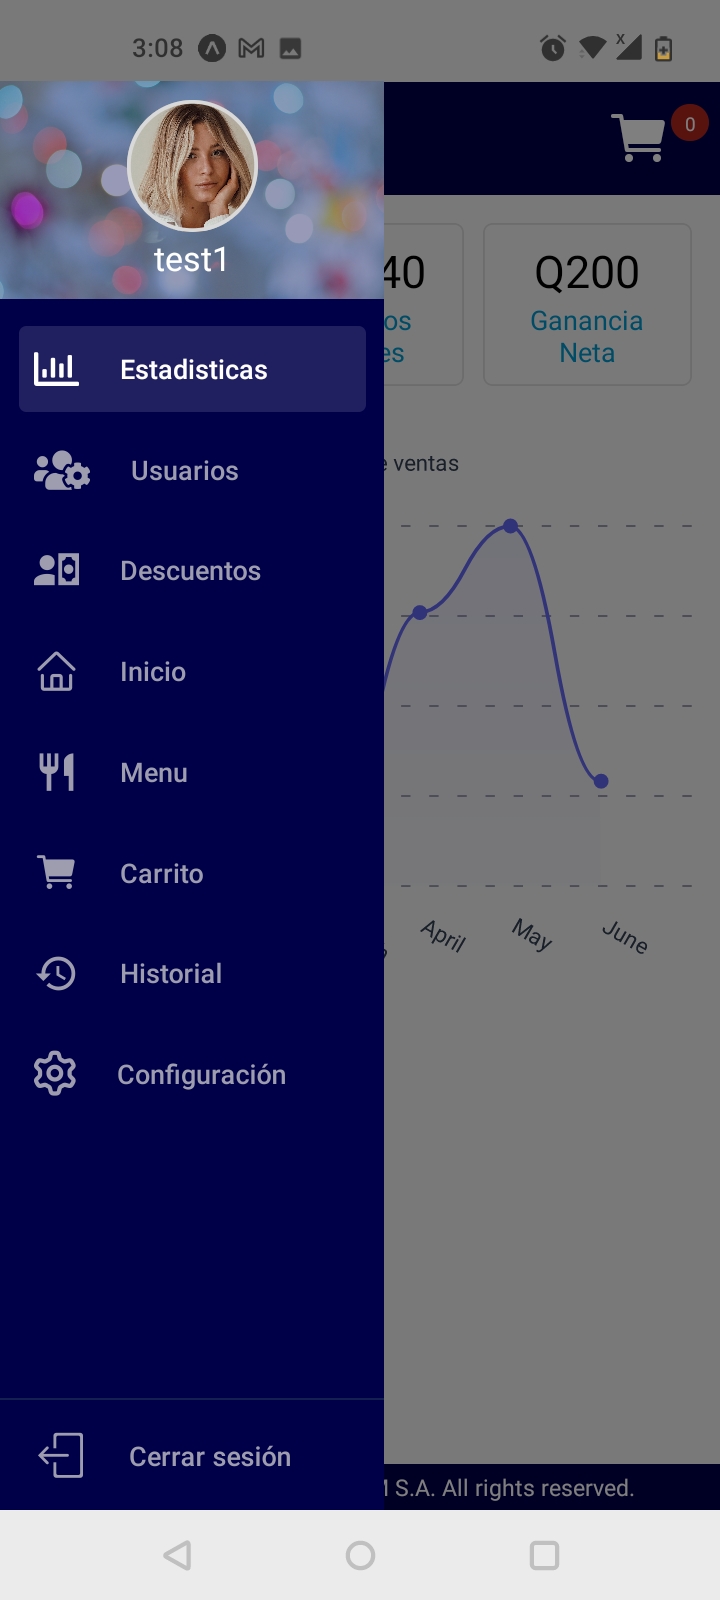 3:08
0
test1
40
Q200
os
Ganancia
es
Neta
Estadisticas
Usuarios
e ventas
Descuentos
Inicio
Menu
Carrito
April
May
June
Historial
Configuración
Cerrar sesión
S.A. All rights reserved.